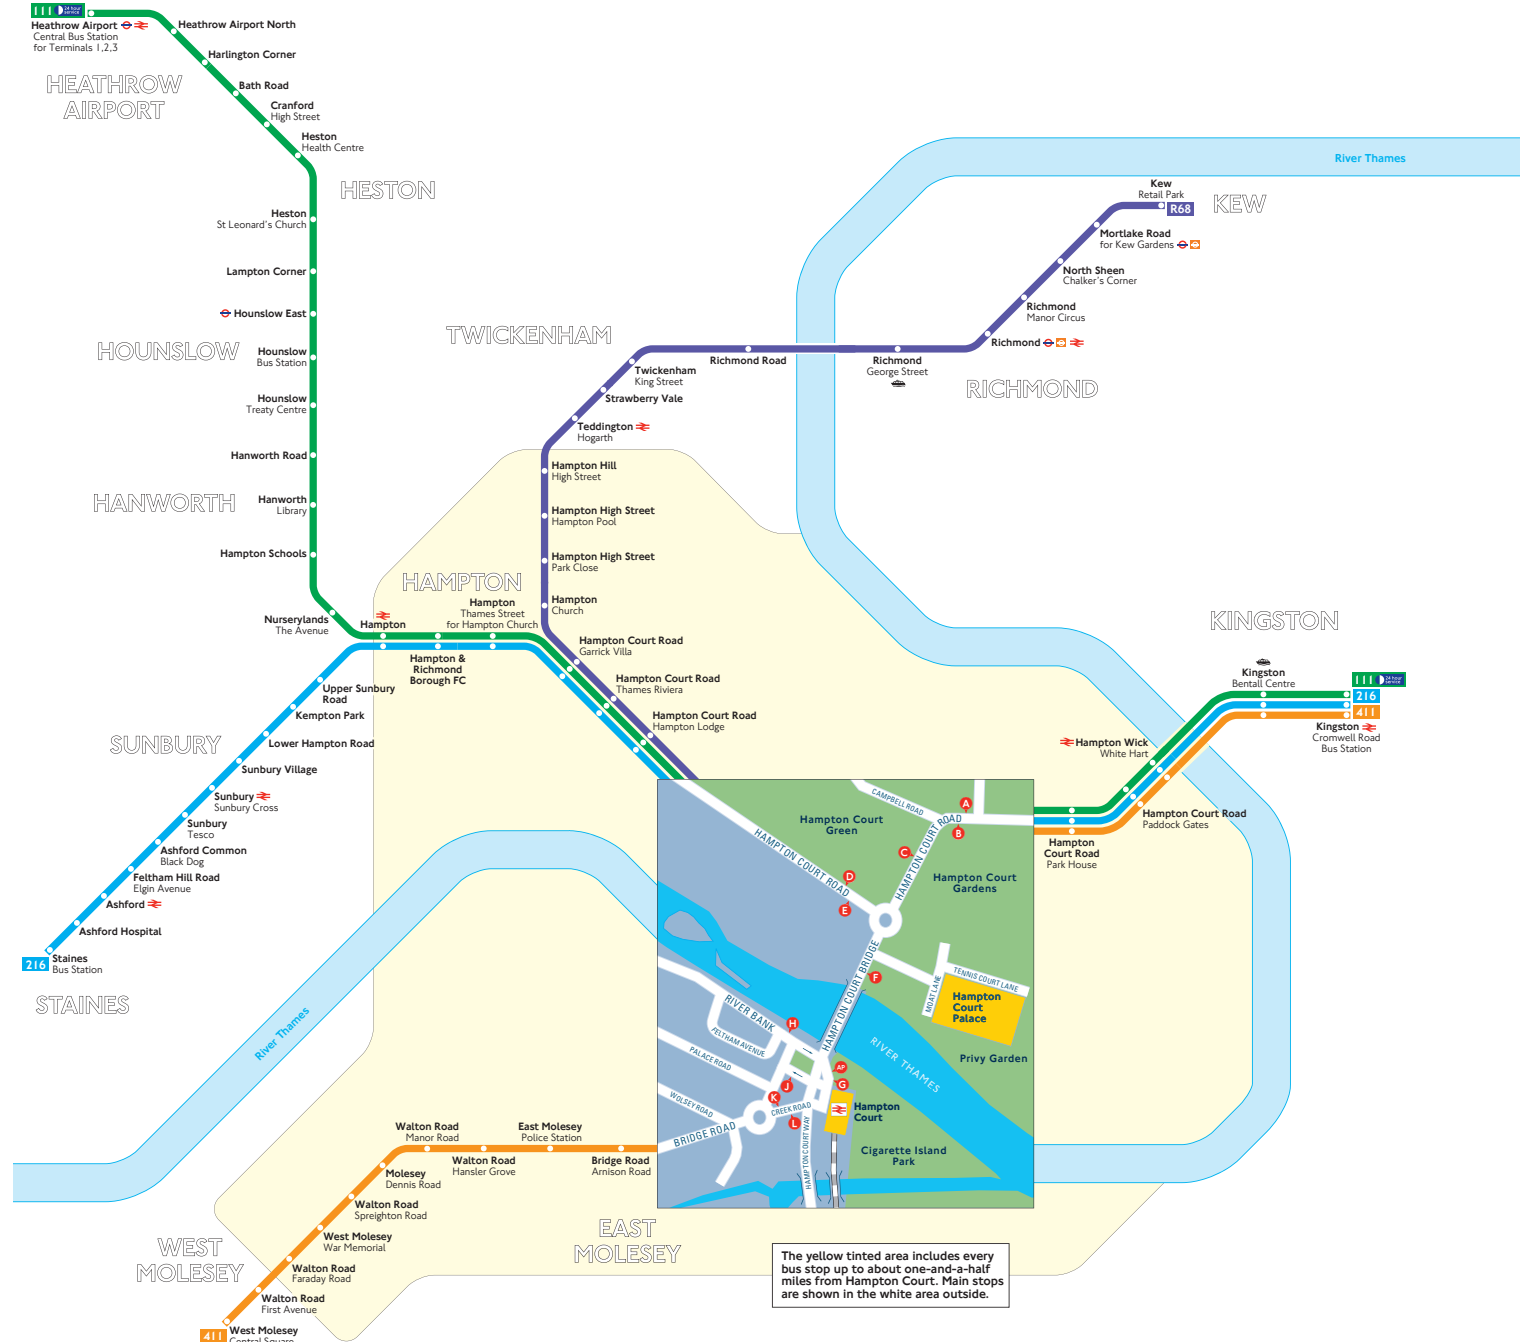 111 24 hour service
Heathrow Airport
Central Bus Station
for Terminals 1,2,3
Heathrow Airport North
Harlington Corner
Bath Road
Cranford
High Street
Heston
Health Centre
HEATHROW
AIRPORT
HESTON
Heston
St Leonard's Church
Lampton Corner
Hounslow East
HOUNSLOW
Hounslow
Bus Station
Hounslow
Treaty Centre
Hanworth Road
HANWORTH
Hanworth
Library
Hampton Schools
Nurserylands
The Avenue
River Thames
Kew
Retail Park
R68
KEW
Mortlake Road
for Kew Gardens
North Sheen
Chalker's Corner
Richmond
Manor Circus
Richmond
RICHMOND
Richmond
George Street
Richmond Road
TWICKENHAM
Twickenham
King Street
Strawberry Vale
Teddington
Hogarth
Hampton Hill
High Street
Hampton High Street
Hampton Pool
Hampton High Street
Park Close
Hampton
Church
HAMPTON
Hampton
Thames Street
for Hampton Church
Hampton
Hampton &
Richmond
Borough FC
Hampton Court Road
Garrick Villa
Hampton Court Road
Thames Riviera
Hampton Court Road
Hampton Lodge
Upper Sunbury
Road
Kempton Park
Lower Hampton Road
SUNBURY
Sunbury Village
Sunbury
Sunbury Cross
Sunbury
Tesco
Ashford Common
Black Dog
Feltham Hill Road
Elgin Avenue
Ashford
Ashford Hospital
216
Staines
Bus Station
STAINES
River Thames
KINGSTON
Kingston
Bentall Centre
111 24 hour service
216
411
Kingston
Cromwell Road
Bus Station
Hampton Wick
White Hart
Hampton Court Road
Paddock Gates
Hampton
Court Road
Park House
CAMPBELL ROAD
A
B
C
D
E
F
H
AP
G
J
K
L
Hampton Court
Green
HAMPTON COURT ROAD
HAMPTON COURT ROAD
Hampton Court
Gardens
HAMPTON COURT BRIDGE
TENNIS COURT LANE
MOAT LANE
Hampton
Court
Palace
Privy Garden
RIVER THAMES
RIVER BANK
FELTHAM AVENUE
PALACE ROAD
WOLSEY ROAD
CREEK ROAD
BRIDGE ROAD
HAMPTON COURT WAY
Hampton
Court
Cigarette Island
Park
Walton Road
Manor Road
East Molesey
Police Station
Walton Road
Hansler Grove
Bridge Road
Arnison Road
Molesey
Dennis Road
Walton Road
Spreighton Road
West Molesey
War Memorial
Walton Road
Faraday Road
Walton Road
First Avenue
411
West Molesey
Central Square
WEST
MOLESEY
EAST
MOLESEY
The yellow tinted area includes every
bus stop up to about one-and-a-half
miles from Hampton Court. Main stops
are shown in the white area outside.